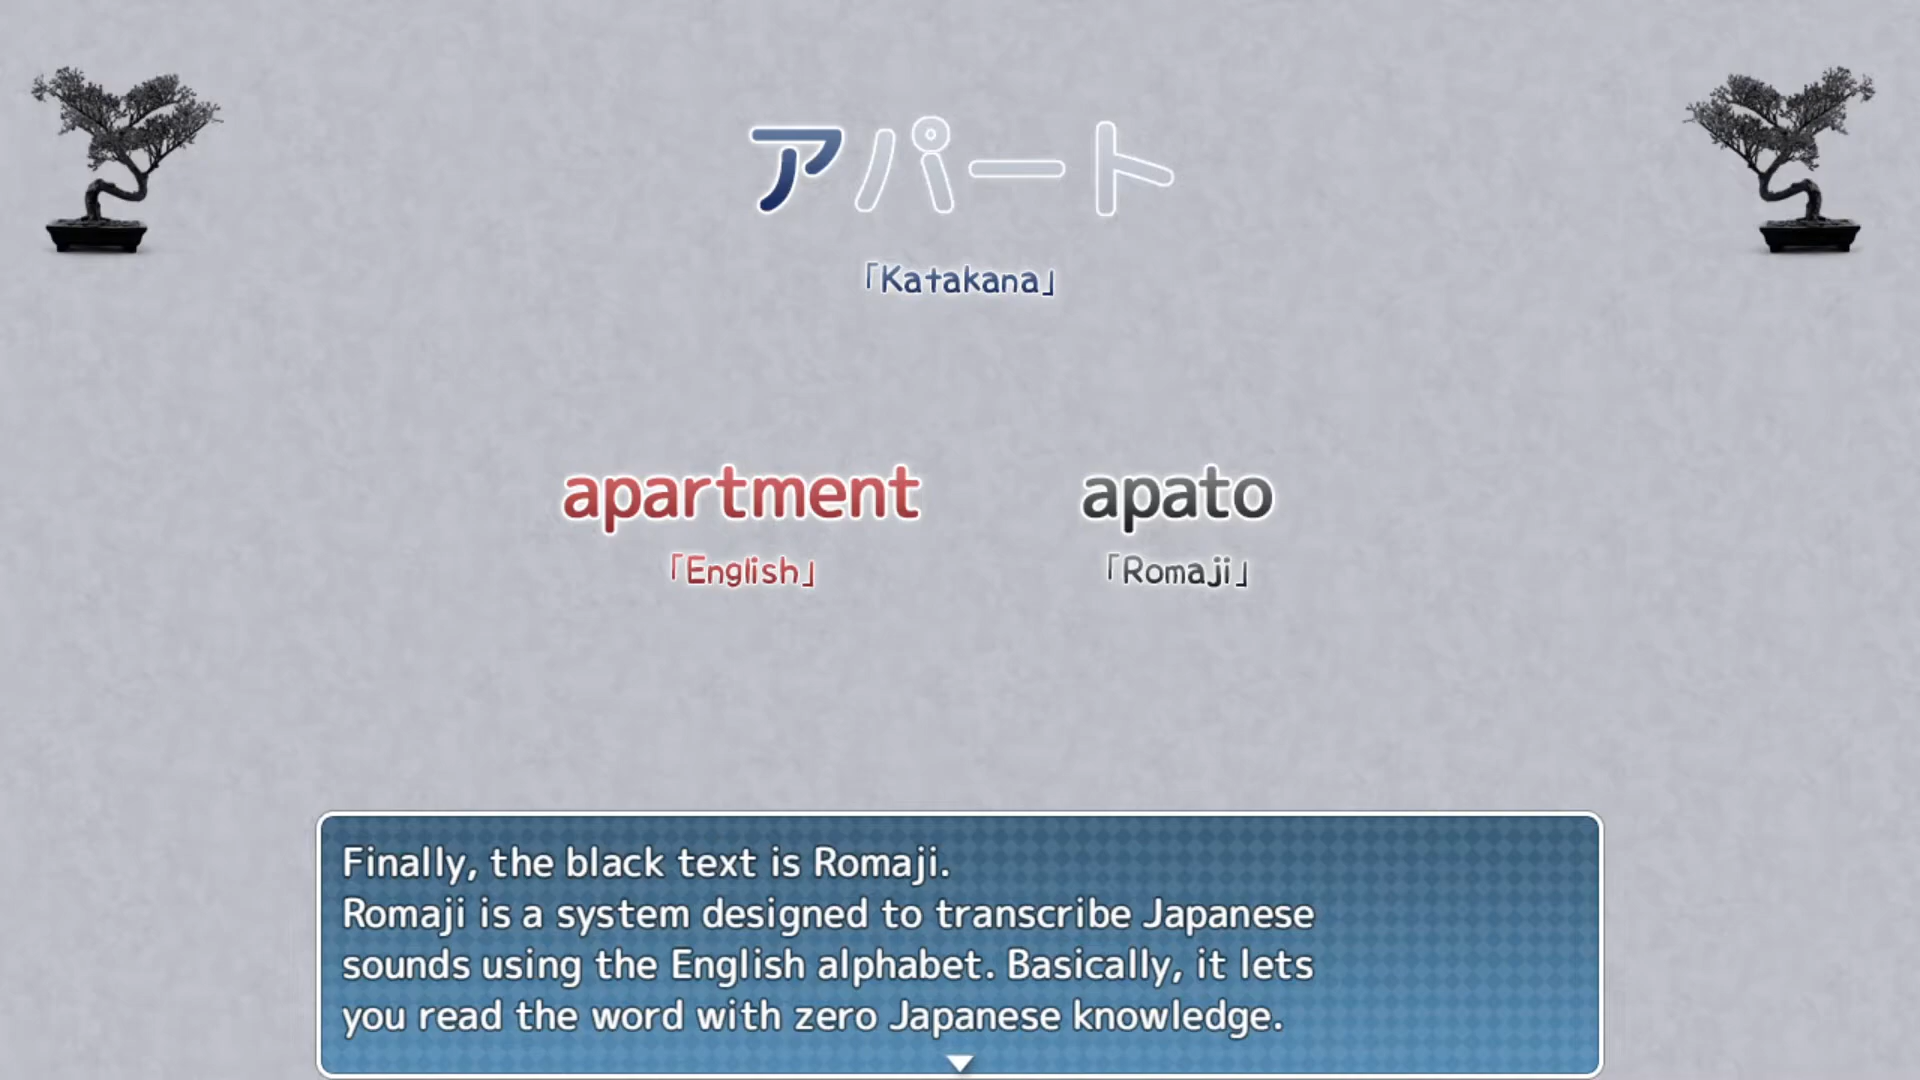 アパート
「Katakana」
apartment apato
「English」 「Romaji」
Finally, the black text is Romaji.
Romaji is a system designed to transcribe Japanese
sounds using the English alphabet. Basically, it lets
you read the word with zero Japanese knowledge.